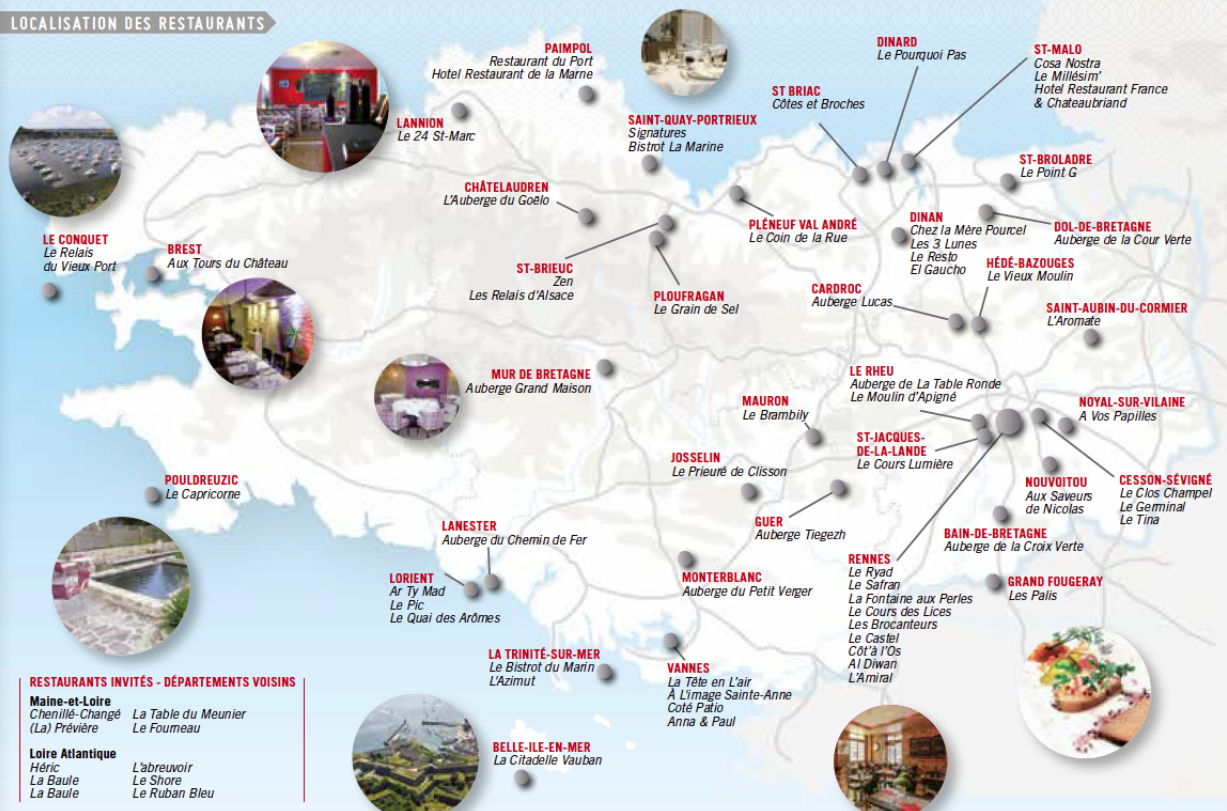 LOCALISATION DES RESTAURANTS
PAIMPOL
Restaurant du Port
Hotel Restaurant de la Marne
LANNION
Le 24 St-Marc
SAINT-QUAY-PORTRIEUX
Signatures
Bistrot La Marine
DINARD
Le Pourquoi Pas
ST-MALO
Cosa Nostra
Le Millésim'
Hotel Restaurant France
& Chateaubriand
ST BRIAC
Côtes et Broches
ST-BROLADRE
Le Point G
CHÂTELAUDREN
L'Auberge du Goëlo
PLÉNEUF VAL ANDRÉ
Le Coin de la Rue
DINAN
Chez la Mère Pourcel
Les 3 Lunes
Le Resto
El Gaucho
DOL-DE-BRETAGNE
Auberge de la Cour Verte
LE CONQUET
Le Relais
du Vieux Port
BREST
Aux Tours du Château
ST-BRIEUC
Zen
Les Relais d'Alsace
PLOUFRAGAN
Le Grain de Sel
HÉDÉ-BAZOUGES
Le Vieux Moulin
CARDROC
Auberge Lucas
SAINT-AUBIN-DU-CORMIER
L'Aromate
MUR DE BRETAGNE
Auberge Grand Maison
LE RHEU
Auberge de La Table Ronde
Le Moulin d'Apigné
MAURON
Le Brambily
NOYAL-SUR-VILAINE
A Vos Papilles
ST-JACQUES-
DE-LA-LANDE
Le Cours Lumière
JOSSELIN
Le Prieuré de Clisson
POULDREUZIC
Le Capricorne
NOUVOITOU
Aux Saveurs
de Nicolas
CESSON-SÉVIGNÉ
Le Clos Champel
Le Germinal
Le Tina
GUER
Auberge Tiegezh
LANESTER
Auberge du Chemin de Fer
BAIN-DE-BRETAGNE
Auberge de la Croix Verte
RENNES
Le Ryad
Le Safran
La Fontaine aux Perles
Le Cours des Lices
Les Brocanteurs
Le Castel
Côt'à l'Os
Al Diwan
L'Amiral
LORIENT
Ar Ty Mad
Le Pic
Le Quai des Arômes
MONTERBLANC
Auberge du Petit Verger
GRAND FOUGERAY
Les Palis
LA TRINITÉ-SUR-MER
Le Bistrot du Marin
L'Azimut
VANNES
La Tête en L'air
À L'image Sainte-Anne
Coté Patio
Anna & Paul
BELLE-ILE-EN-MER
La Citadelle Vauban
RESTAURANTS INVITÉS - DÉPARTEMENTS VOISINS
Maine-et-Loire
Chenillé-Changé La Table du Meunier
(La) Prévière Le Fourneau
Loire Atlantique
Héric L'abreuvoir
La Baule Le Shore
La Baule Le Ruban Bleu